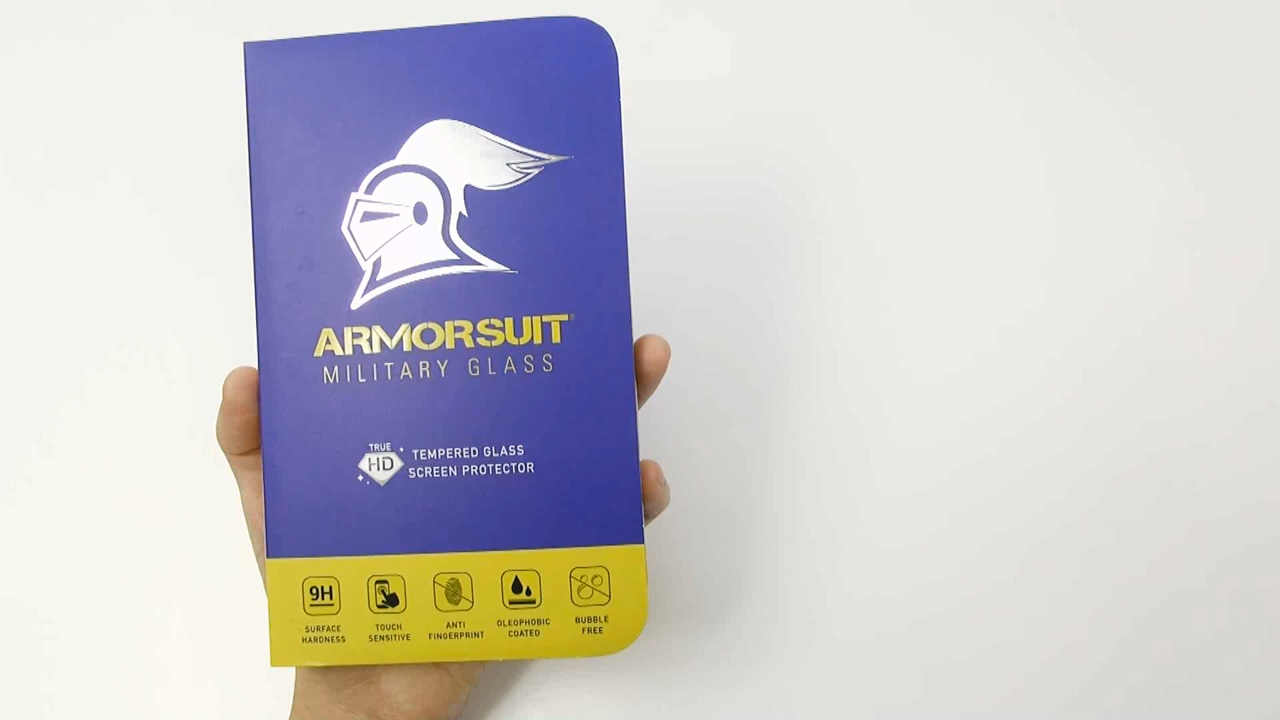 ARMORSUIT®
MILITARY GLASS
TRUE
HD
TEMPERED GLASS
SCREEN PROTECTOR
9H
SURFACE
HARDNESS
TOUCH
SENSITIVE
ANTI
FINGERPRINT
OLEOPHOBIC
COATED
BUBBLE
FREE